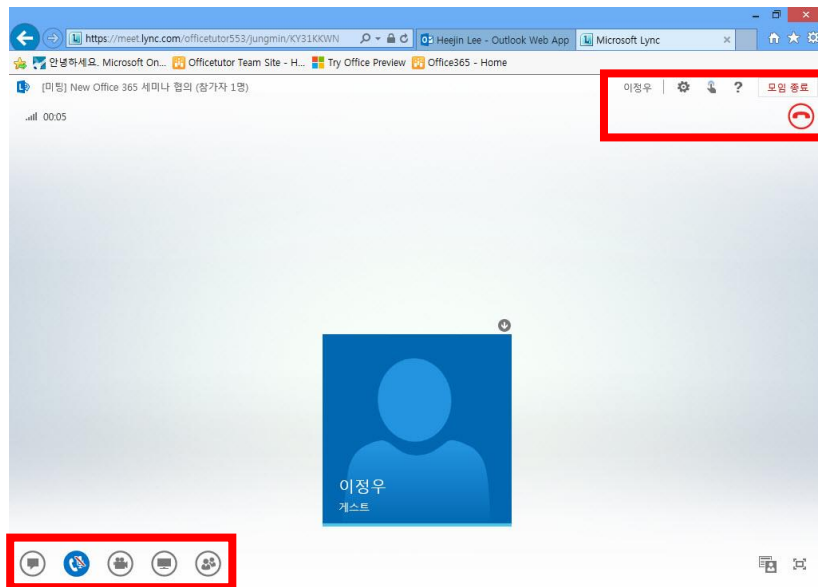 https://meet.lync.com/officetutor553/jungmin/KY31KKWN
Heejin Lee - Outlook Web App
Microsoft Lync
안녕하세요. Microsoft On...
Officetutor Team Site - H...
Try Office Preview
Office365 - Home
[미팅] New Office 365 세미나 협의 (참가자 1명)
이정우
?
모임 종료
00:05
이정우
게스트